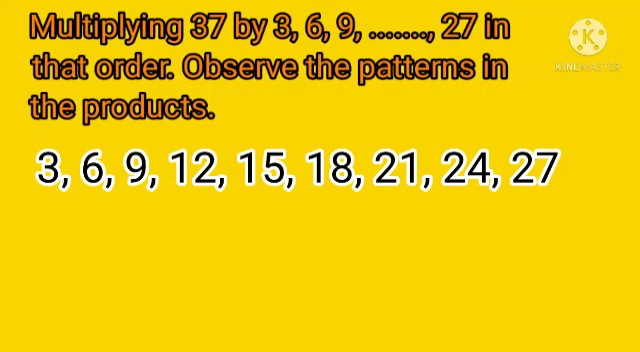 Multiplying 37 by 3, 6, 9, ........, 27 in
that order. Observe the patterns in
the products.
KINEMASTER
3, 6, 9, 12, 15, 18, 21, 24, 27